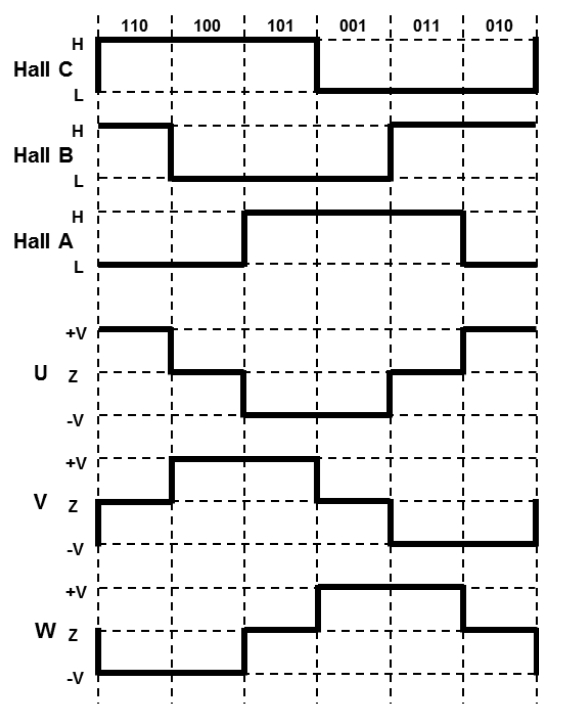 110 100 101 001 011 010
H
Hall C
L
H
Hall B
L
H
Hall A
L
+V
U Z
-V
+V
V Z
-V
+V
W Z
-V